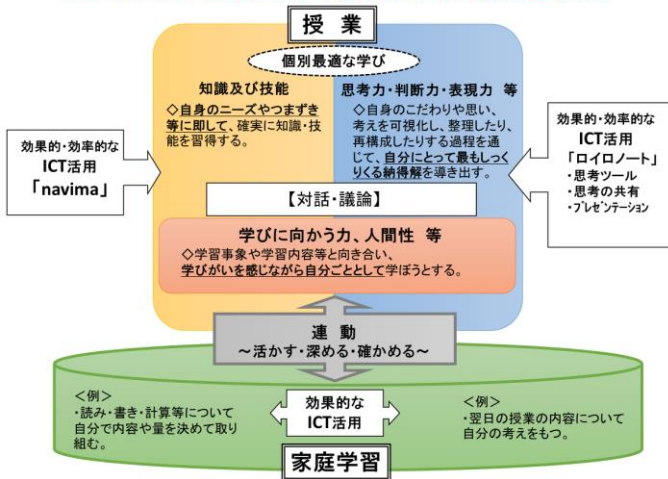 授 業
個別最適な学び
知識及び技能
◇自身のニーズやつまずき
等に即して、確実に知識・技
能を習得する。
思考力・判断力・表現力 等
◇自身のこだわりや思い、
考えを可視化し、整理したり、
再構成したりする過程を通
じて、自分にとって最もしっく
りくる納得解を導き出す。
効果的・効率的な
ICT活用
「navima」
効果的・効率的な
ICT活用
「ロイロノート」
・思考ツール
・思考の共有
・プレゼンテーション
【対話・議論】
学びに向かう力、人間性 等
◇学習事象や学習内容等と向き合い、
学びがいを感じながら自分ごととして学ぼうとする。
連 動
～活かす・深める・確かめる～
＜例＞
・読み・書き・計算等について
自分で内容や量を決めて取り
組む。
効果的な
ICT活用
＜例＞
・翌日の授業の内容について
自分の考えをもつ。
家庭学習